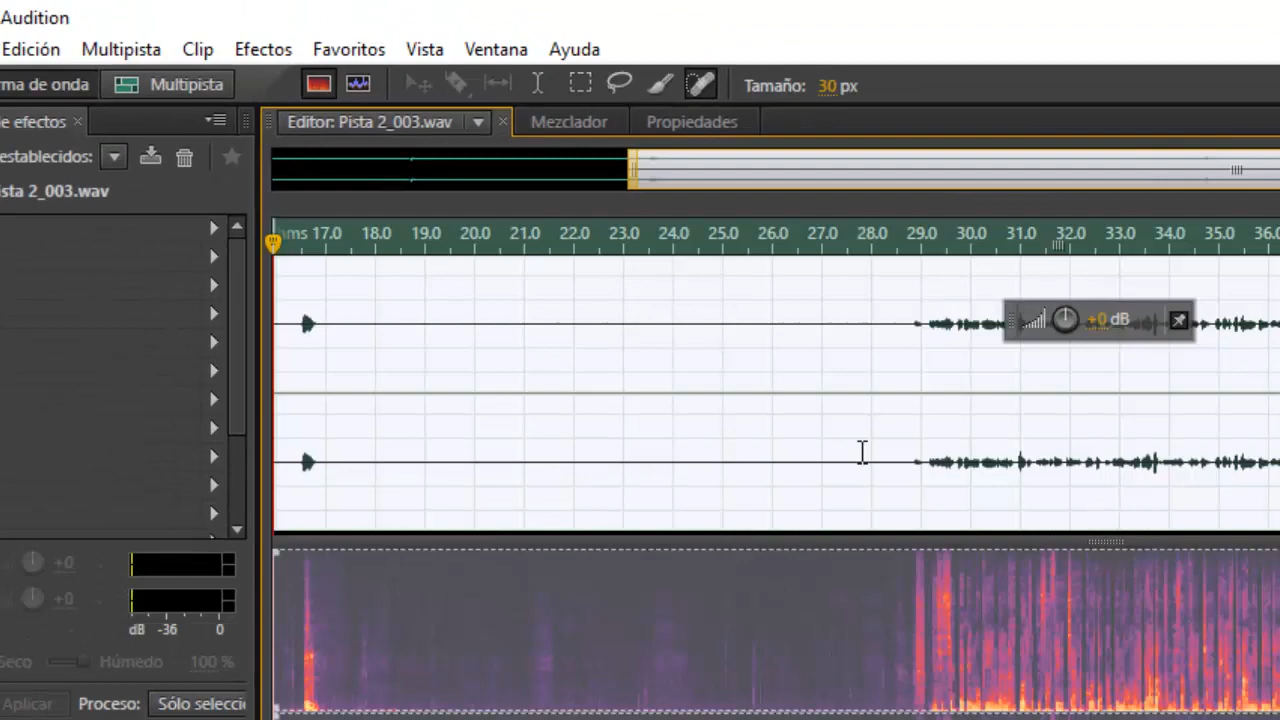 Audition
Edición Multipista Clip Efectos Favoritos Vista Ventana Ayuda
rma de onda Multipista Tamaño: 30 px
e efectos Editor: Pista 2_003.wav Mezclador Propiedades
establecidos:
ista 2_003.wav
hms 17.0 18.0 19.0 20.0 21.0 22.0 23.0 24.0 25.0 26.0 27.0 28.0 29.0 30.0 31.0 32.0 33.0 34.0 35.0 36.0
+0 dB
+0
+0
dB -36 0
Seco Húmedo 100 %
Aplicar Proceso: Sólo selecci